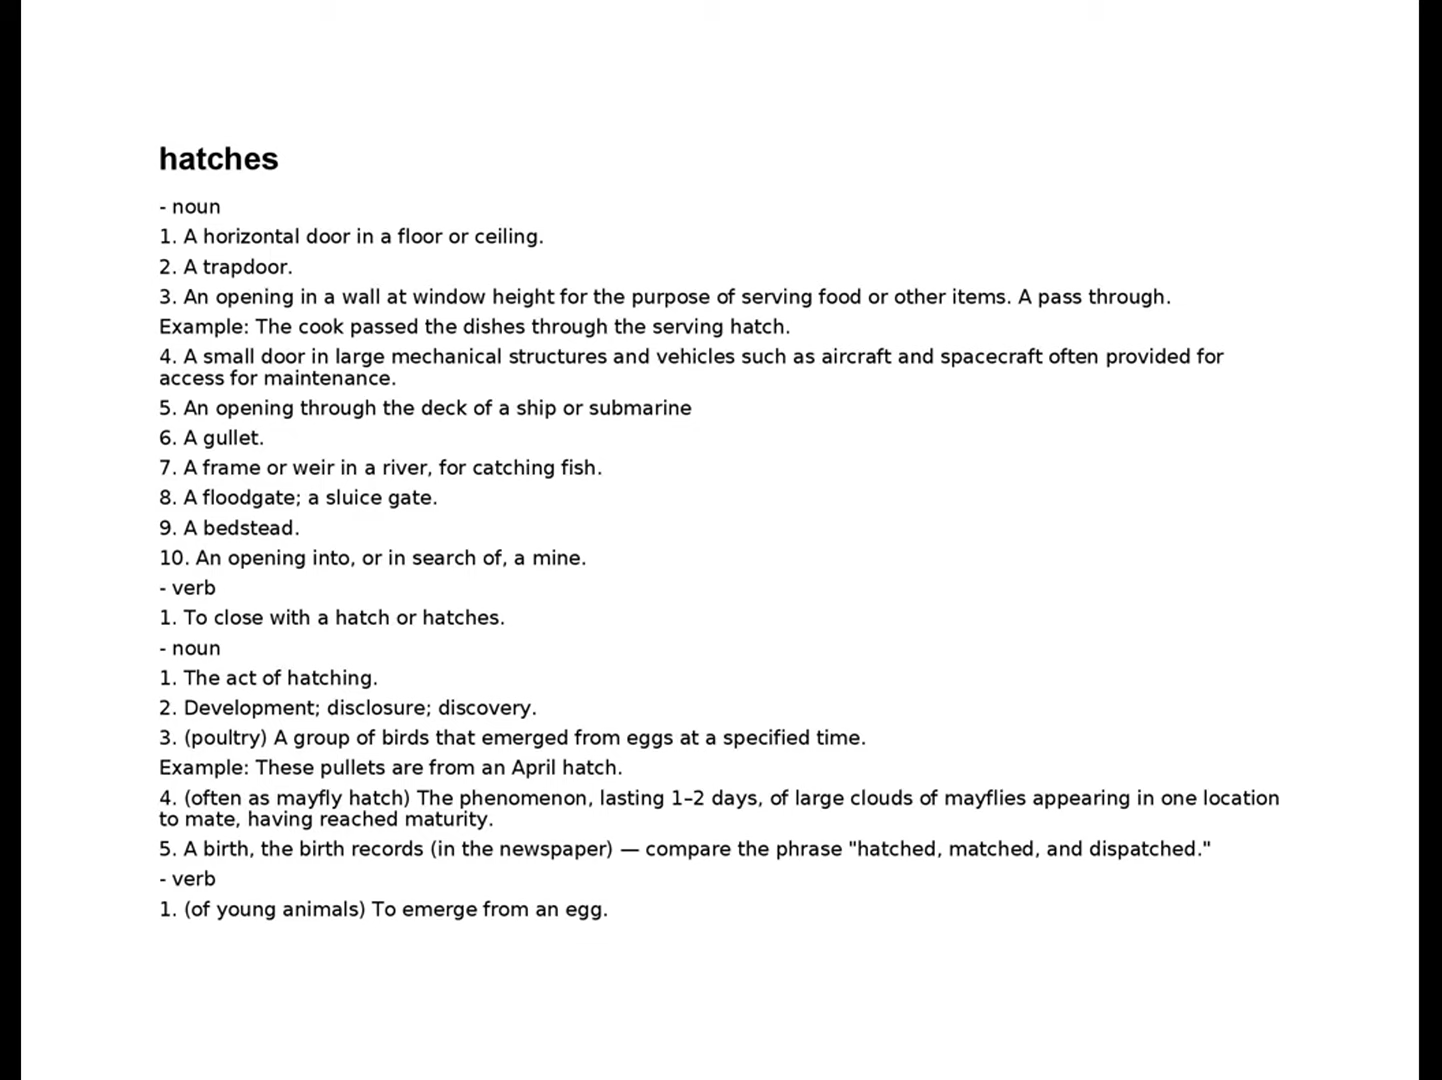 hatches
- noun
1. A horizontal door in a floor or ceiling.
2. A trapdoor.
3. An opening in a wall at window height for the purpose of serving food or other items. A pass through.
Example: The cook passed the dishes through the serving hatch.
4. A small door in large mechanical structures and vehicles such as aircraft and spacecraft often provided for
access for maintenance.
5. An opening through the deck of a ship or submarine
6. A gullet.
7. A frame or weir in a river, for catching fish.
8. A floodgate; a sluice gate.
9. A bedstead.
10. An opening into, or in search of, a mine.
- verb
1. To close with a hatch or hatches.
- noun
1. The act of hatching.
2. Development; disclosure; discovery.
3. (poultry) A group of birds that emerged from eggs at a specified time.
Example: These pullets are from an April hatch.
4. (often as mayfly hatch) The phenomenon, lasting 1–2 days, of large clouds of mayflies appearing in one location
to mate, having reached maturity.
5. A birth, the birth records (in the newspaper) — compare the phrase "hatched, matched, and dispatched."
- verb
1. (of young animals) To emerge from an egg.